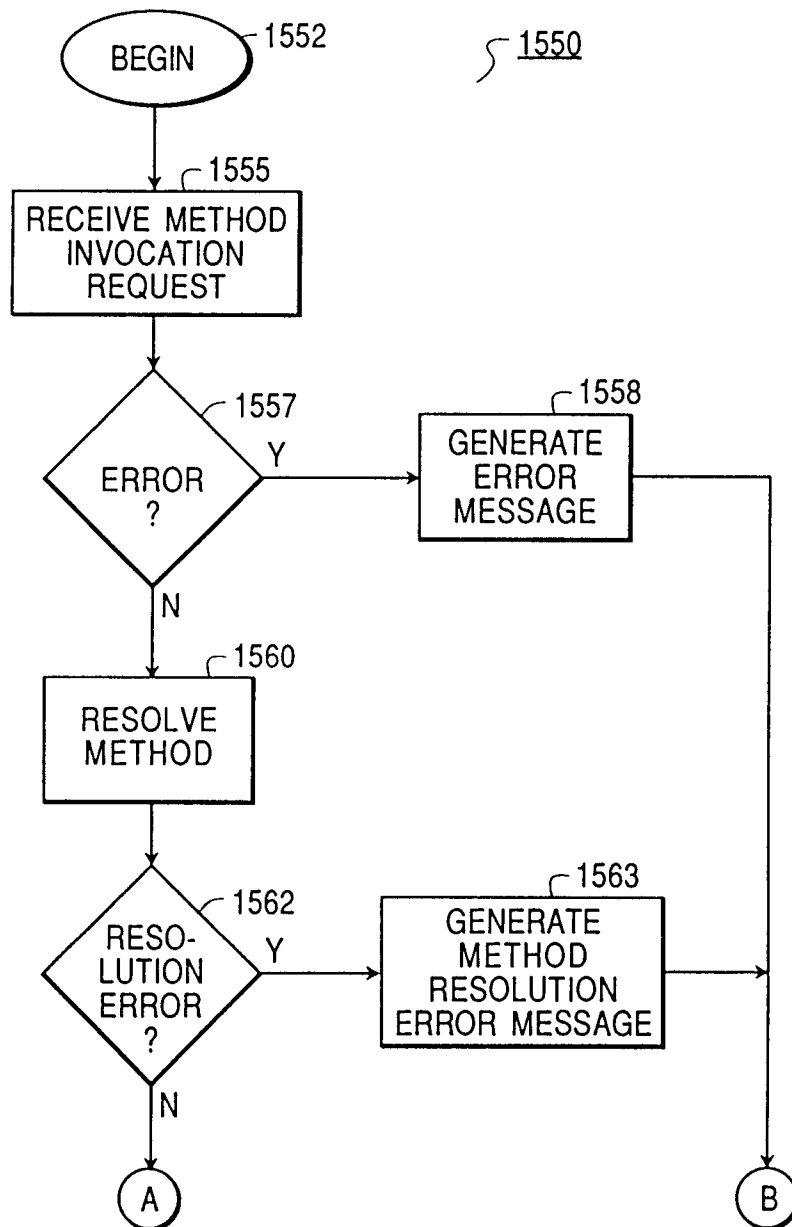 1552
BEGIN
1550
1555
RECEIVE METHOD
INVOCATION
REQUEST
1557
ERROR
?
Y
N
1558
GENERATE
ERROR
MESSAGE
1560
RESOLVE
METHOD
1562
RESO-
LUTION
ERROR
?
Y
N
1563
GENERATE
METHOD
RESOLUTION
ERROR MESSAGE
A
B